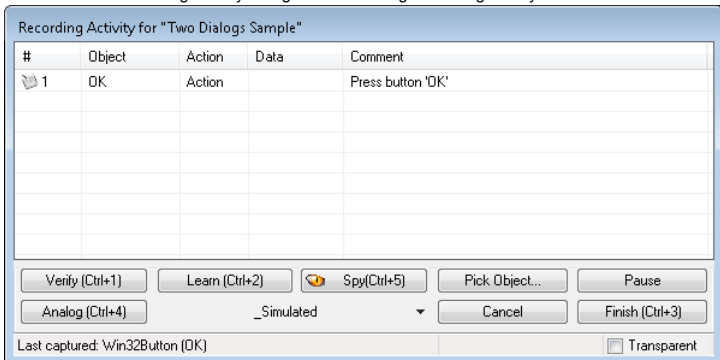 Recording Activity for "Two Dialogs Sample"
# Object Action Data Comment
1 OK Action Press button 'OK'
Verify (Ctrl+1) Learn (Ctrl+2) Spy(Ctrl+5) Pick Object... Pause
Analog (Ctrl+4) _Simulated Cancel Finish (Ctrl+3)
Last captured: Win32Button (OK) Transparent